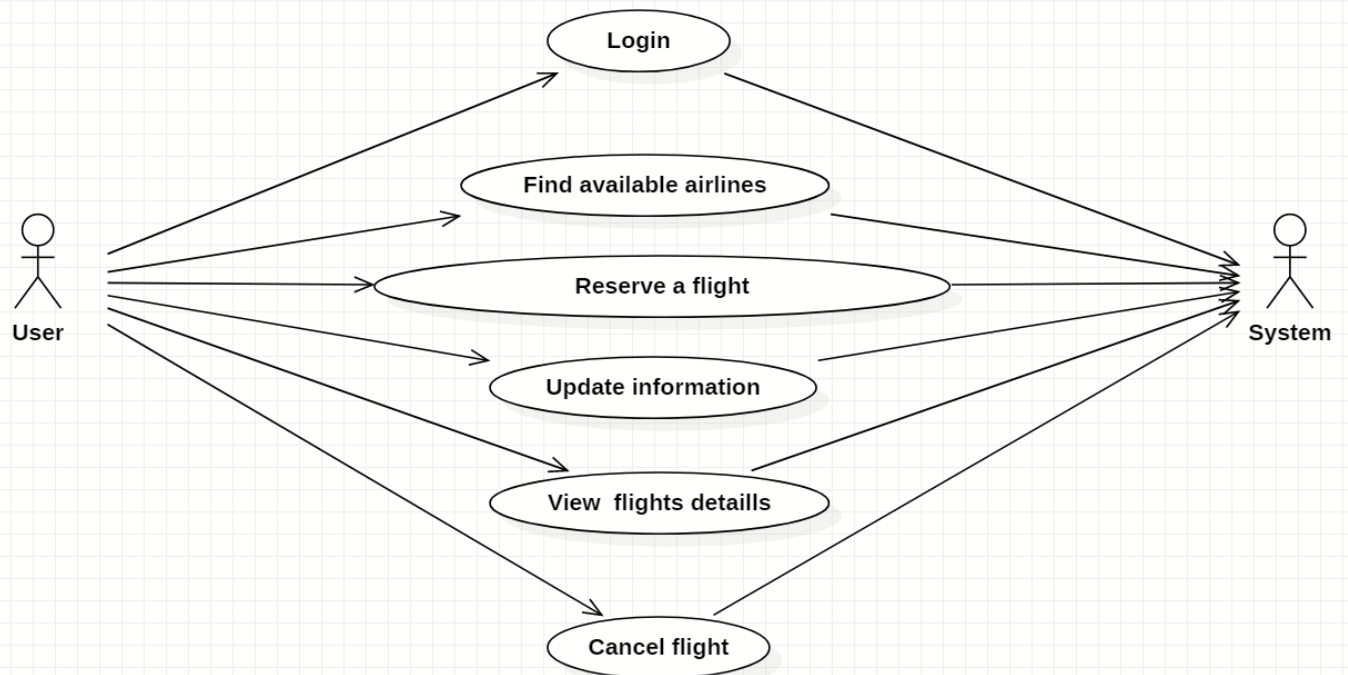 Login
Find available airlines
Reserve a flight
User
System
Update information
View  flights detaills
Cancel flight